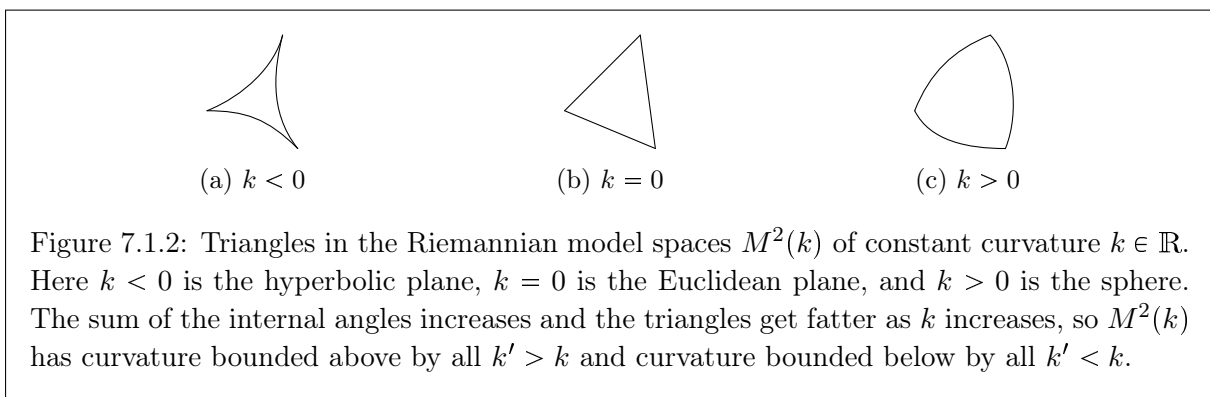 (a) k < 0
(b) k = 0
(c) k > 0
Figure 7.1.2: Triangles in the Riemannian model spaces M²(k) of constant curvature k ∈ ℝ.
Here k < 0 is the hyperbolic plane, k = 0 is the Euclidean plane, and k > 0 is the sphere.
The sum of the internal angles increases and the triangles get fatter as k increases, so M²(k)
has curvature bounded above by all k′ > k and curvature bounded below by all k′ < k.